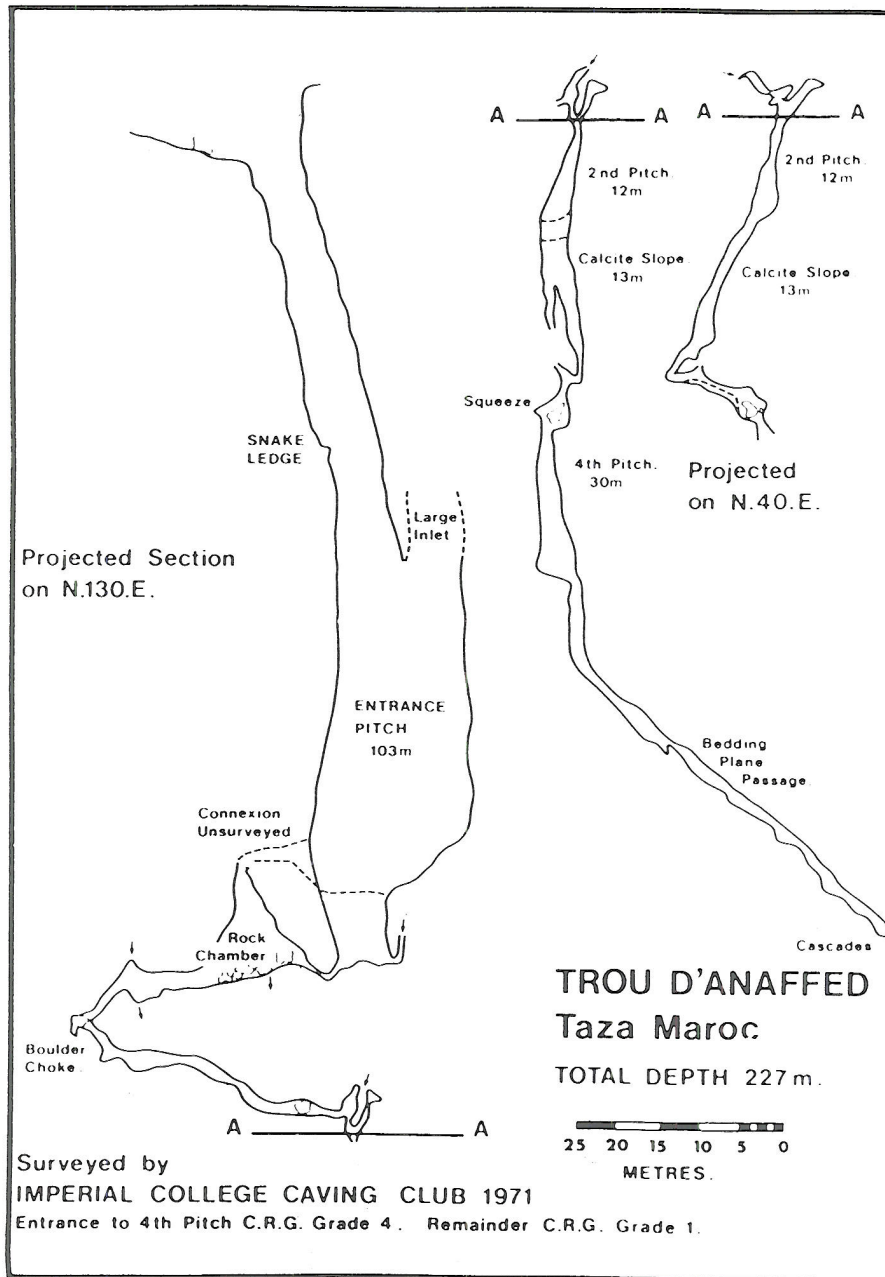 A
A
A
A
2nd Pitch.
12m
2nd Pitch
12m
Calcite Slope.
13m
Calcite Slope
13m
Squeeze
SNAKE
LEDGE
4th Pitch.
30m
Projected
on N.40.E.
Large
Inlet
Projected Section
on N.130.E.
ENTRANCE
PITCH
103m
Bedding
Plane
Passage.
Connexion
Unsurveyed
Rock
Chamber
Cascades
Boulder
Choke.
TROU D'ANAFFED
Taza Maroc
TOTAL DEPTH 227m.
25 20 15 10 5 0
METRES.
A
A
Surveyed by
IMPERIAL COLLEGE CAVING CLUB 1971
Entrance to 4th Pitch C.R.G. Grade 4. Remainder C.R.G. Grade 1.